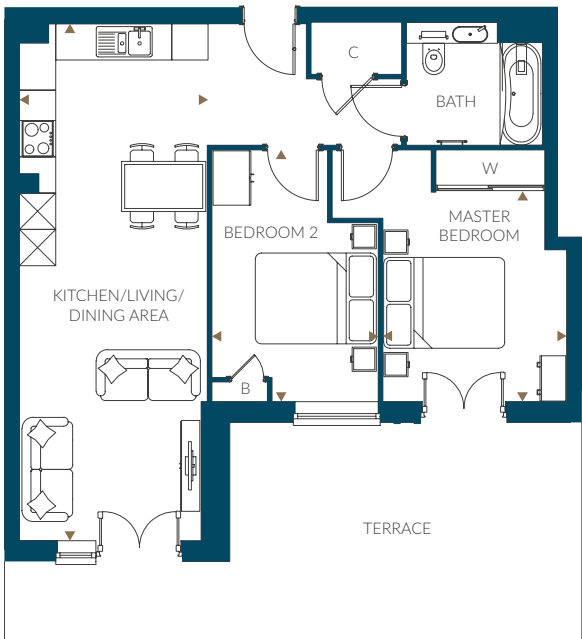 C
BATH
W
MASTER
BEDROOM
BEDROOM 2
KITCHEN/LIVING/
DINING AREA
B
TERRACE